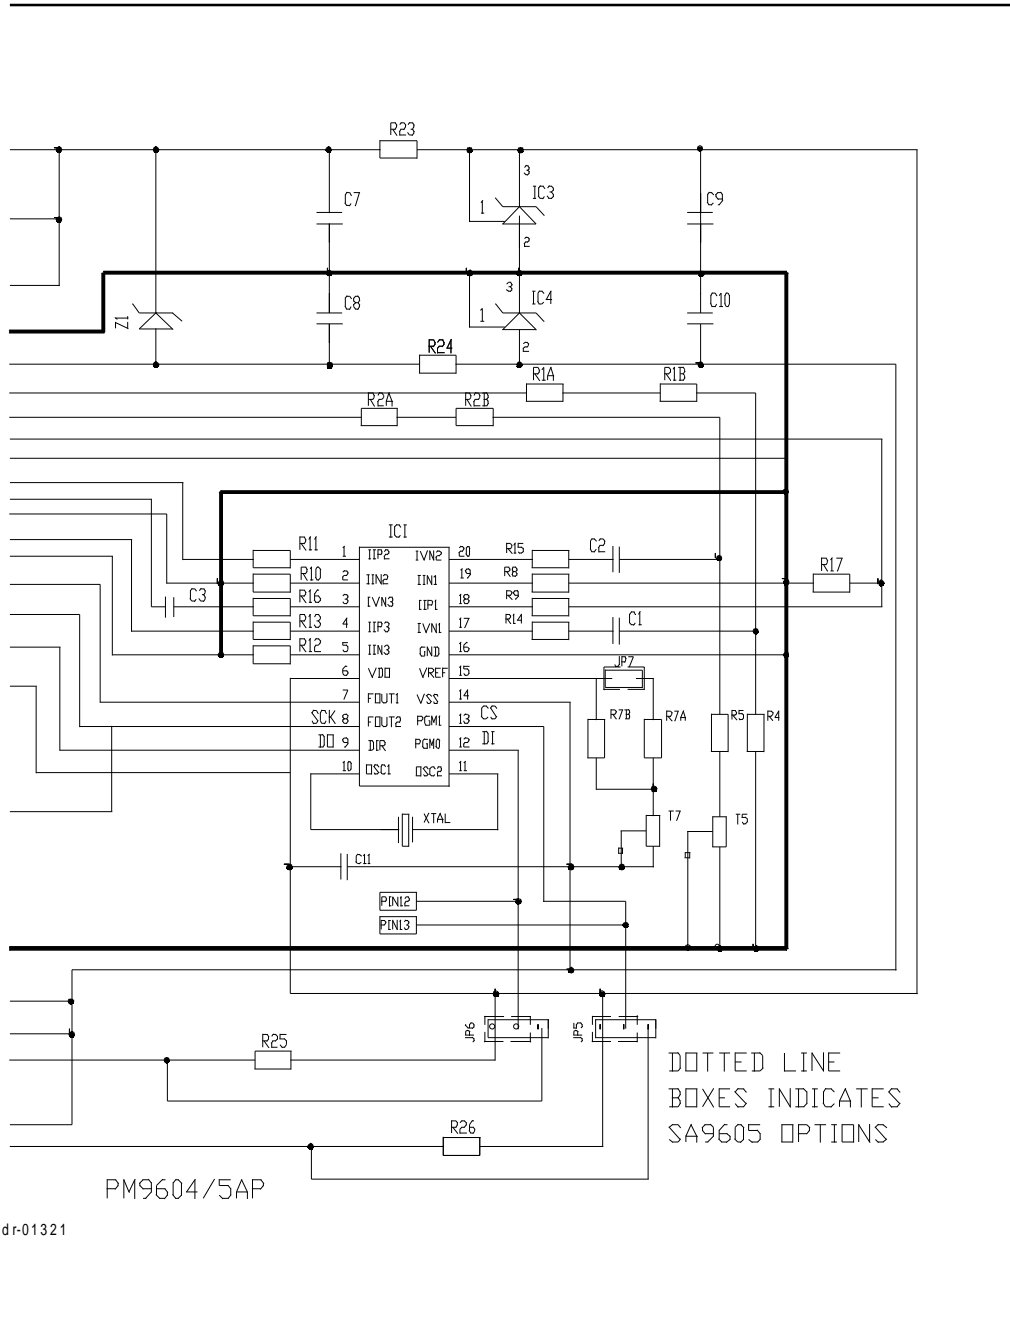 R23
3
C7
IC3
C9
1
2
3
C8
IC4
C10
Z1
1
R24
2
R1A
R1B
R2A
R2B
IC1
R11
1
IIP2
IVN2
20
R15
C2
R17
R10
2
IIN2
IIN1
19
R8
C3
R16
3
IVN3
IIP1
18
R9
R13
4
IIP3
IVN1
17
R14
C1
R12
5
IIN3
GND
16
6
VDD
VREF
15
JP7
7
FOUT1
VSS
14
SCK
8
FOUT2
PGM1
13
CS
R7B
R7A
R5
R4
DO
9
DIR
PGM0
12
DI
10
OSC1
OSC2
11
XTAL
T7
T5
C11
PIN12
PIN13
JP6
JP5
R25
DOTTED LINE
BOXES INDICATES
SA9605 OPTIONS
R26
PM9604/5AP
dr-01321